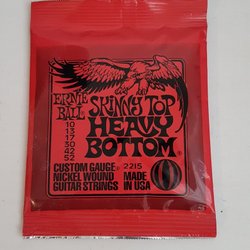 ERNIE
BALL
SKINNY TOP
HEAVY
BOTTOM
10
13
17
30
42
52
CUSTOM GAUGE 2215
NICKEL WOUND MADE
GUITAR STRINGS IN USA